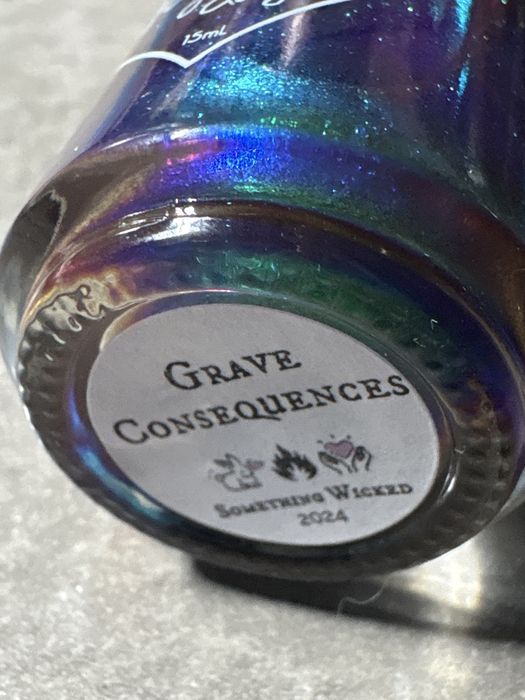 15mL
GRAVE
CONSEQUENCES
SOMETHING WICKED
2024